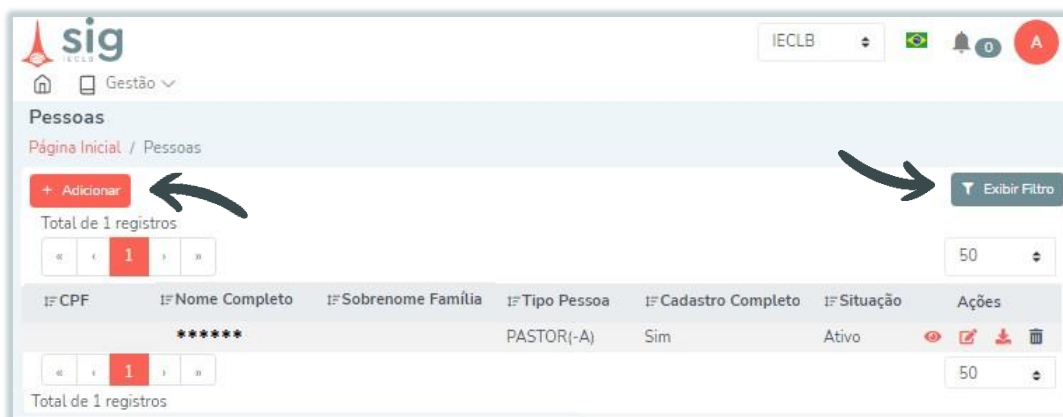 sig
IECLB
IECLB
0
A
Gestão
Pessoas
Página Inicial / Pessoas
+ Adicionar
Exibir Filtro
Total de 1 registros
« ‹ 1 › »
50
CPF Nome Completo Sobrenome Família Tipo Pessoa Cadastro Completo Situação Ações
****** PASTOR(-A) Sim Ativo
« ‹ 1 › »
50
Total de 1 registros